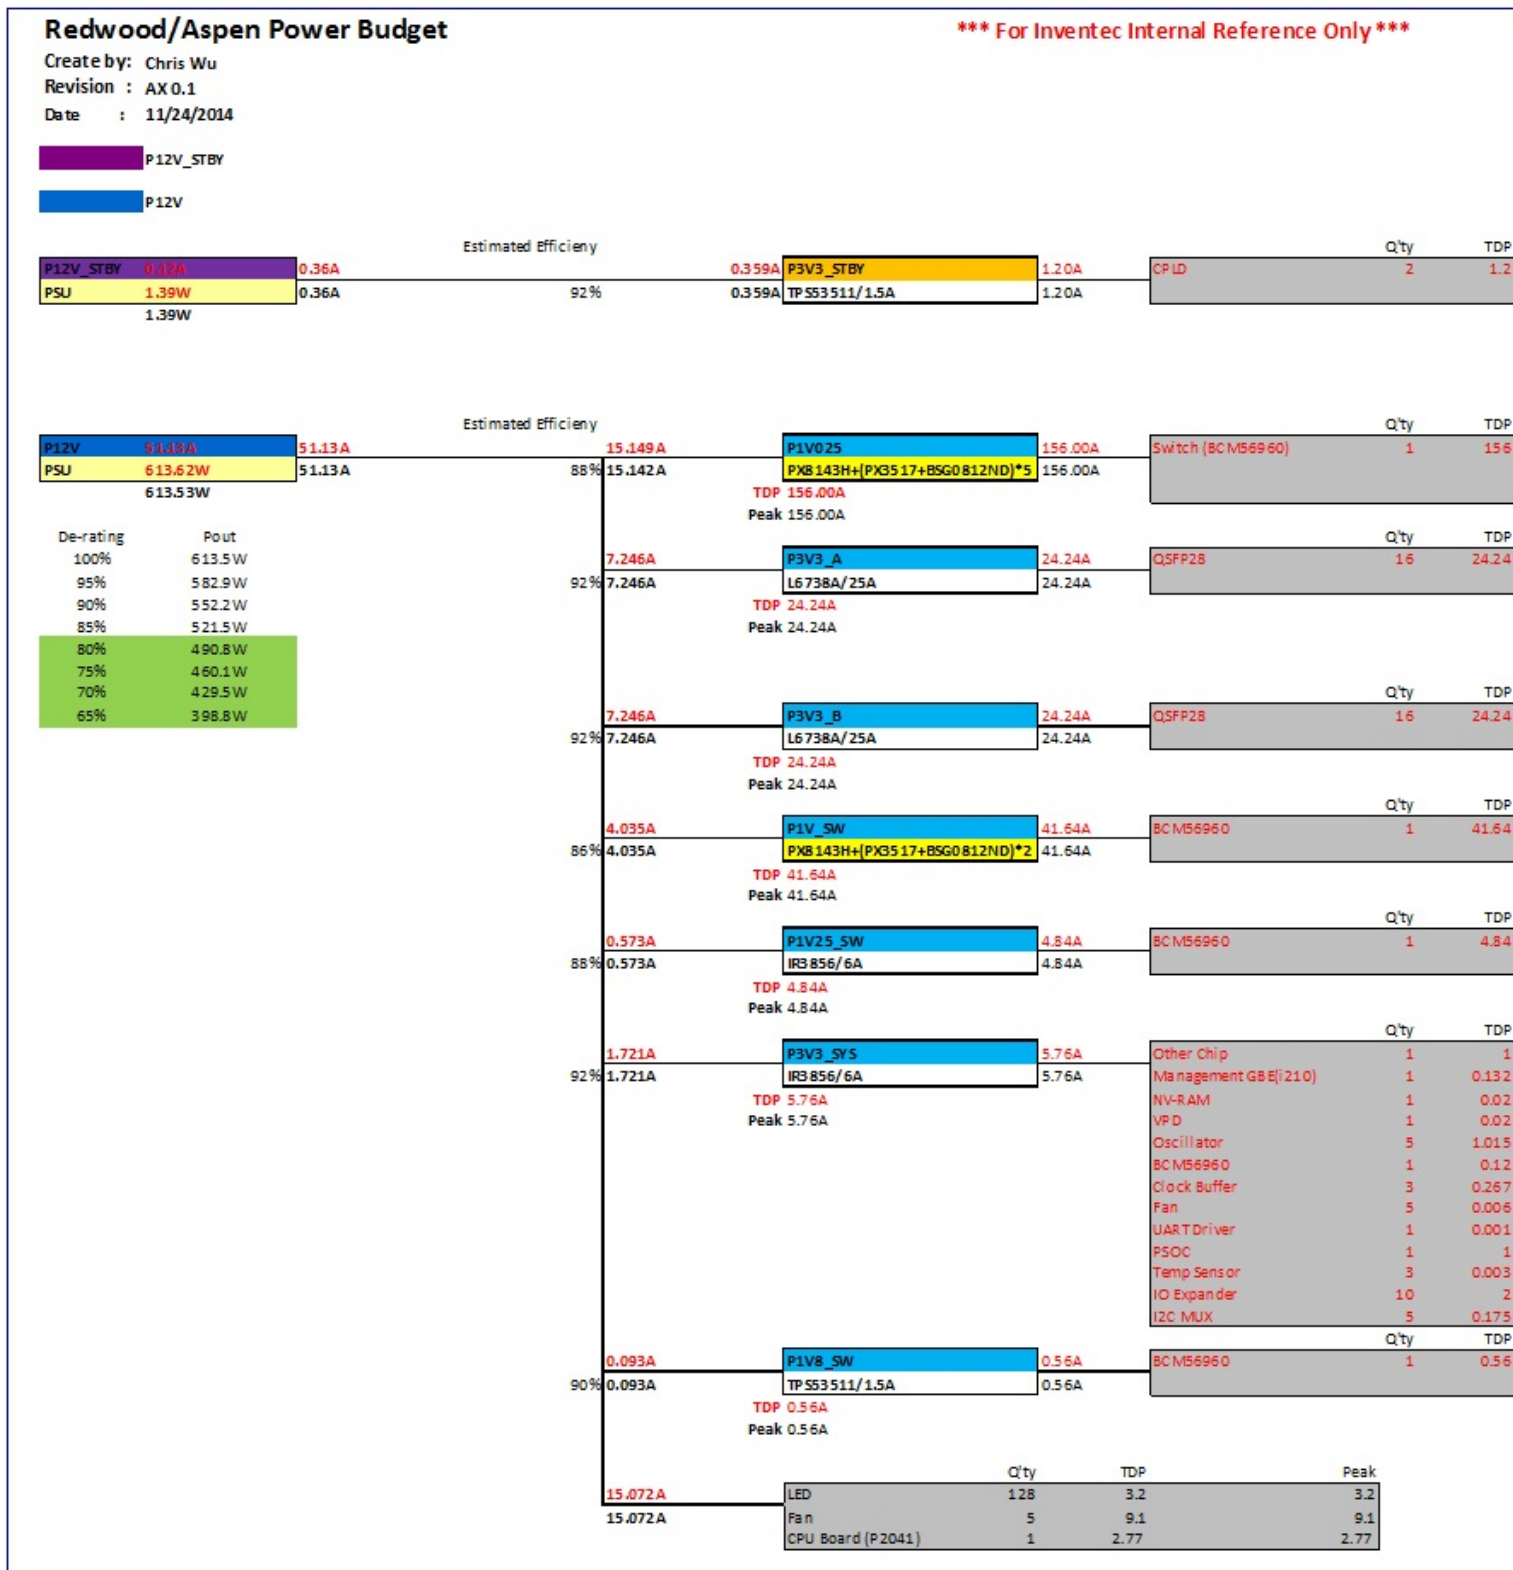 Redwood/Aspen Power Budget
*** For Inventec Internal Reference Only ***
Create by: Chris Wu
Revision : AX 0.1
Date : 11/24/2014
P12V_STBY
P12V
Estimated Efficieny Q'ty TDP
P12V_STBY 0.12A 0.36A 0.359A P3V3_STBY 1.20A CPLD 2 1.2
PSU 1.39W 0.36A 92% 0.359A TPS53511/1.5A 1.20A
1.39W
Estimated Efficieny Q'ty TDP
P12V 51.13A 51.13A 15.149A P1V025 156.00A Switch (BCM56960) 1 156
PSU 613.62W 51.13A 88% 15.142A PX8143H+(PX3517+BSG0812ND)*5 156.00A
613.53W TDP 156.00A
Peak 156.00A
De-rating Pout Q'ty TDP
100% 613.5W 7.246A P3V3_A 24.24A QSFP28 16 24.24
95% 582.9W 92% 7.246A L6738A/25A 24.24A
90% 552.2W TDP 24.24A
85% 521.5W Peak 24.24A
80% 490.8W
75% 460.1W
70% 429.5W Q'ty TDP
65% 398.8W 7.246A P3V3_B 24.24A QSFP28 16 24.24
92% 7.246A L6738A/25A 24.24A
TDP 24.24A
Peak 24.24A
Q'ty TDP
4.035A P1V_SW 41.64A BCM56960 1 41.64
86% 4.035A PX8143H+(PX3517+BSG0812ND)*2 41.64A
TDP 41.64A
Peak 41.64A
Q'ty TDP
0.573A P1V25_SW 4.84A BCM56960 1 4.84
88% 0.573A IR3856/6A 4.84A
TDP 4.84A
Peak 4.84A
Q'ty TDP
1.721A P3V3_SYS 5.76A Other Chip 1 1
92% 1.721A IR3856/6A 5.76A Management GBE(i210) 1 0.132
TDP 5.76A NV-RAM 1 0.02
Peak 5.76A VPD 1 0.02
Oscillator 5 1.015
BCM56960 1 0.12
Clock Buffer 3 0.267
Fan 5 0.006
UART Driver 1 0.001
PSOC 1 1
Temp Sensor 3 0.003
IO Expander 10 2
I2C MUX 5 0.175
Q'ty TDP
0.093A P1V8_SW 0.56A BCM56960 1 0.56
90% 0.093A TPS53511/1.5A 0.56A
TDP 0.56A
Peak 0.56A
Q'ty TDP Peak
15.072A LED 128 3.2 3.2
15.072A Fan 5 9.1 9.1
CPU Board (P2041) 1 2.77 2.77